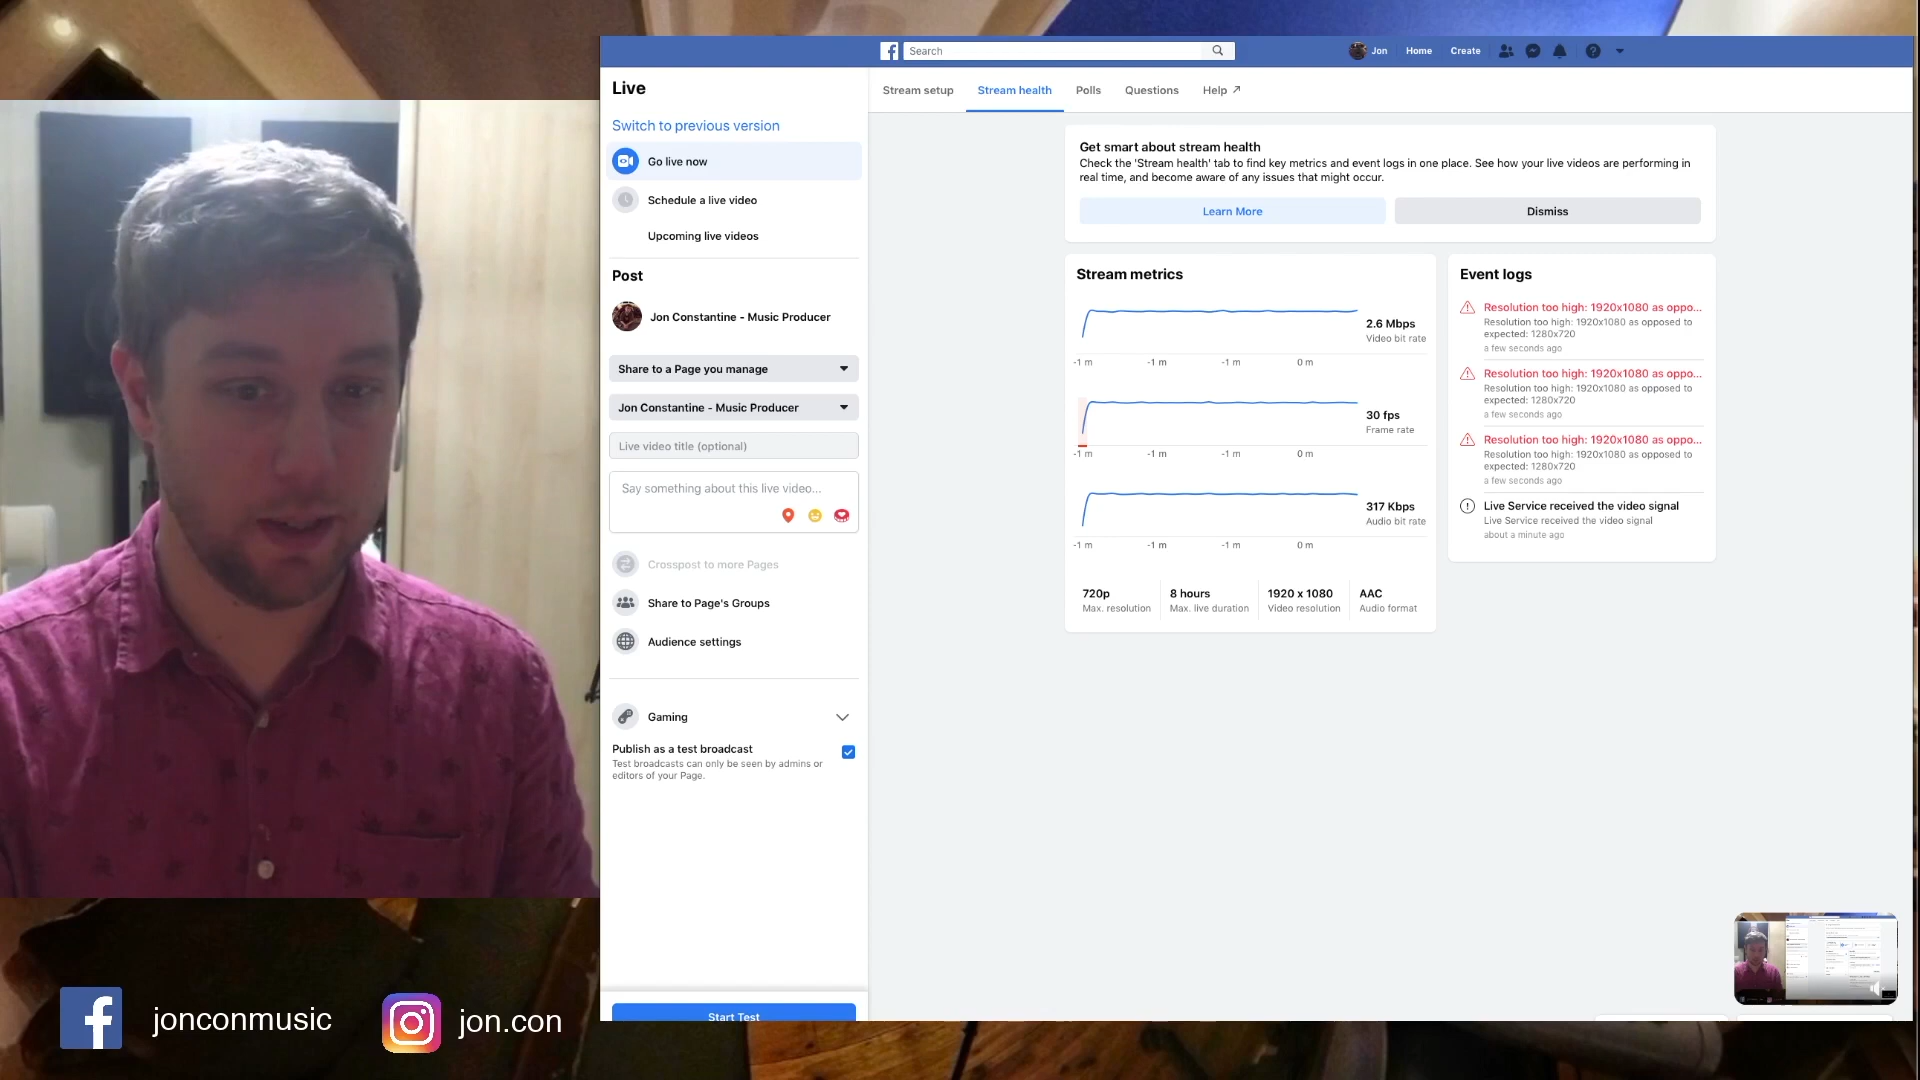 Search
Jon
Home
Create
Live
Switch to previous version
Go live now
Schedule a live video
Upcoming live videos
Post
Jon Constantine - Music Producer
Share to a Page you manage
Jon Constantine - Music Producer
Live video title (optional)
Say something about this live video...
Crosspost to more Pages
Share to Page's Groups
Audience settings
Gaming
Publish as a test broadcast
Test broadcasts can only be seen by admins or
editors of your Page.
Start Test
Stream setup
Stream health
Polls
Questions
Help
Get smart about stream health
Check the 'Stream health' tab to find key metrics and event logs in one place. See how your live videos are performing in
real time, and become aware of any issues that might occur.
Learn More
Dismiss
Stream metrics
2.6 Mbps
Video bit rate
-1 m -1 m -1 m 0 m
30 fps
Frame rate
-1 m -1 m -1 m 0 m
317 Kbps
Audio bit rate
-1 m -1 m -1 m 0 m
720p
Max. resolution
8 hours
Max. live duration
1920 x 1080
Video resolution
AAC
Audio format
Event logs
Resolution too high: 1920x1080 as oppo...
Resolution too high: 1920x1080 as opposed to
expected: 1280x720
a few seconds ago
Resolution too high: 1920x1080 as oppo...
Resolution too high: 1920x1080 as opposed to
expected: 1280x720
a few seconds ago
Resolution too high: 1920x1080 as oppo...
Resolution too high: 1920x1080 as opposed to
expected: 1280x720
a few seconds ago
Live Service received the video signal
Live Service received the video signal
about a minute ago
jonconmusic
jon.con